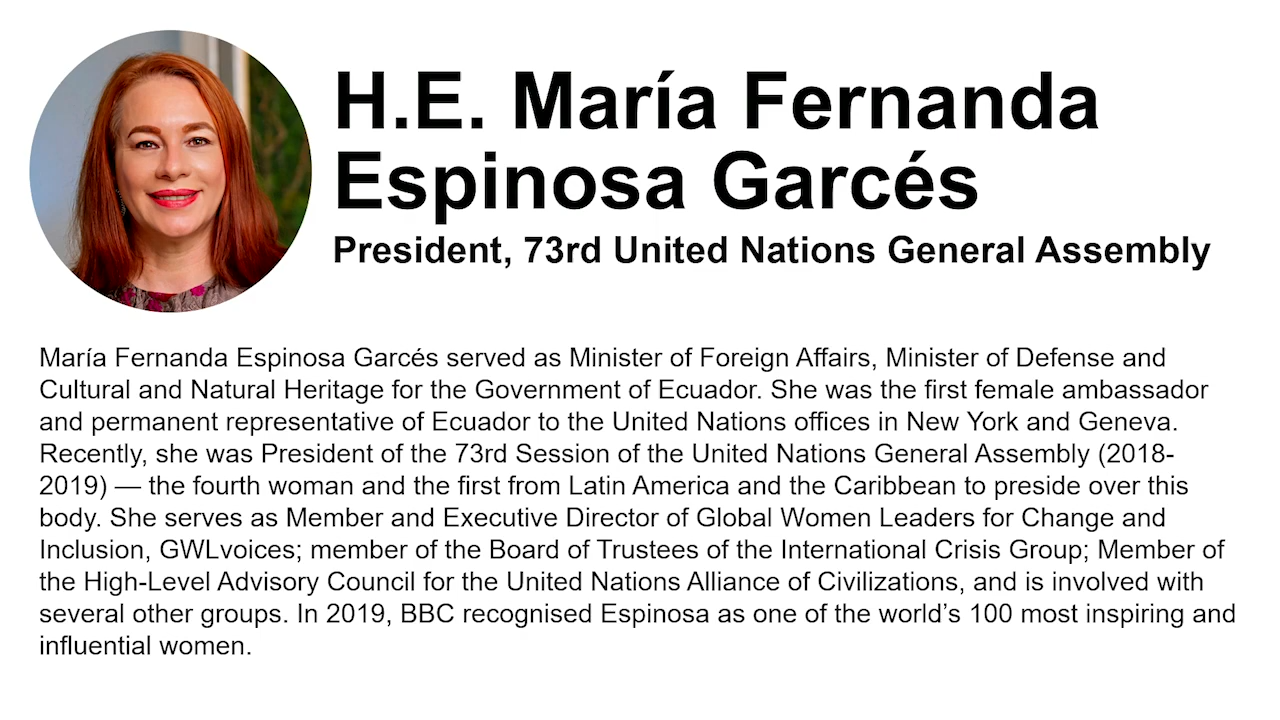 H.E. María Fernanda
Espinosa Garcés
President, 73rd United Nations General Assembly
María Fernanda Espinosa Garcés served as Minister of Foreign Affairs, Minister of Defense and
Cultural and Natural Heritage for the Government of Ecuador. She was the first female ambassador
and permanent representative of Ecuador to the United Nations offices in New York and Geneva.
Recently, she was President of the 73rd Session of the United Nations General Assembly (2018-
2019) — the fourth woman and the first from Latin America and the Caribbean to preside over this
body. She serves as Member and Executive Director of Global Women Leaders for Change and
Inclusion, GWLvoices; member of the Board of Trustees of the International Crisis Group; Member of
the High-Level Advisory Council for the United Nations Alliance of Civilizations, and is involved with
several other groups. In 2019, BBC recognised Espinosa as one of the world’s 100 most inspiring and
influential women.